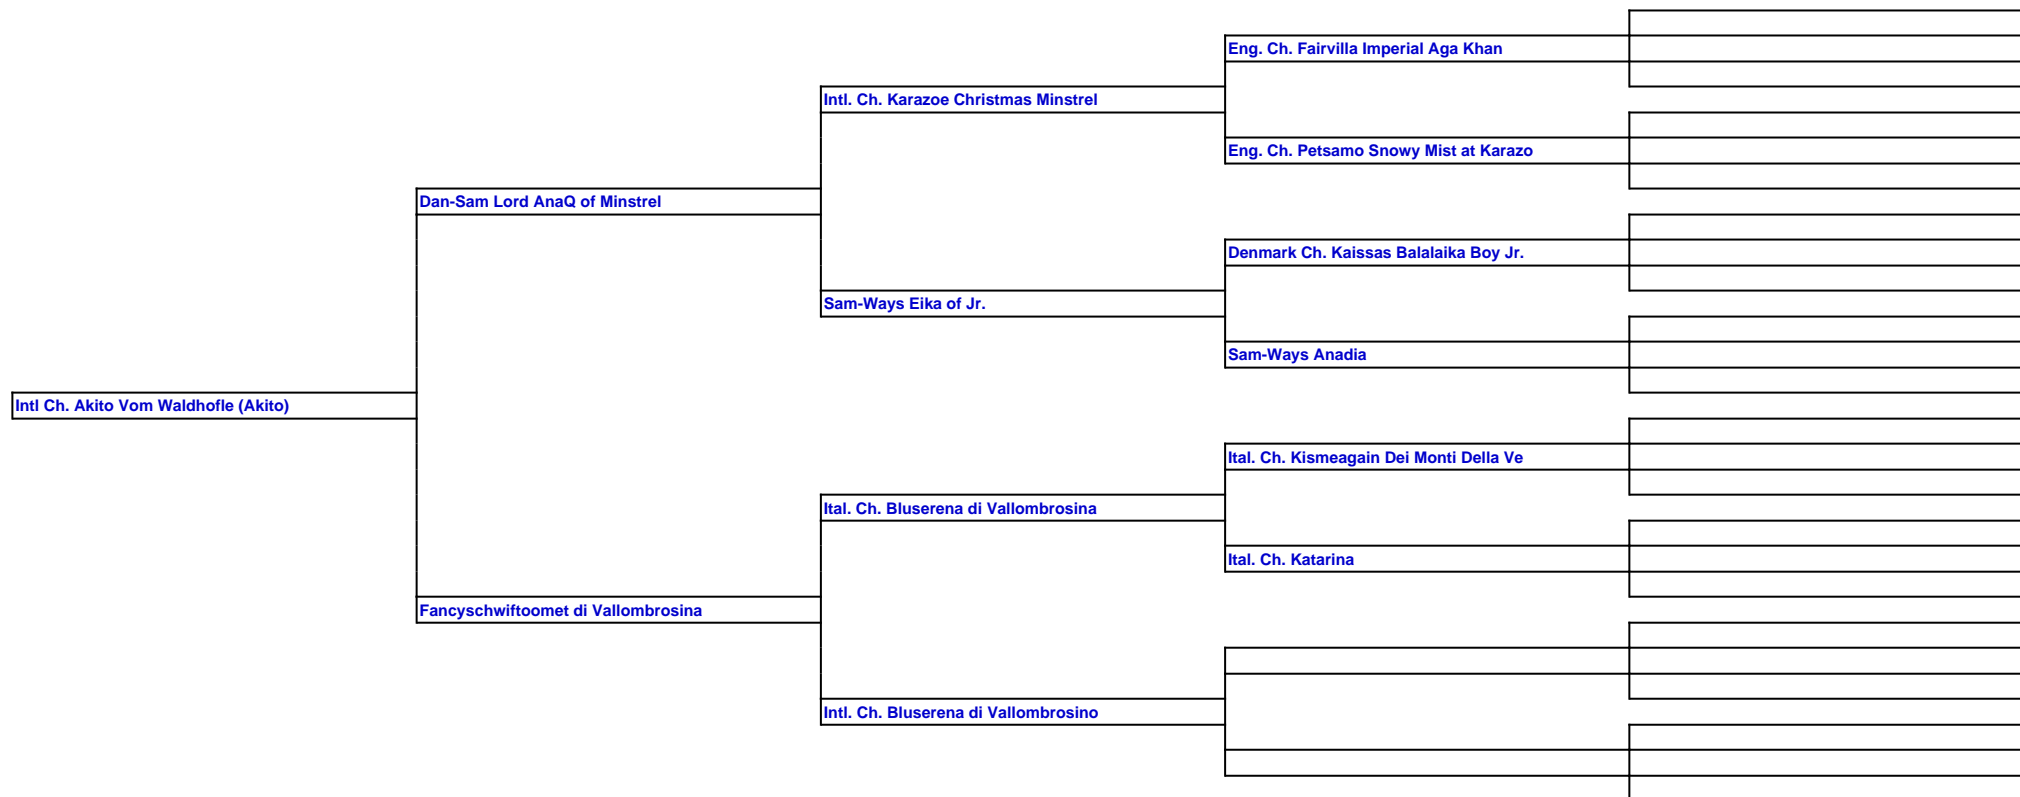 Eng. Ch. Fairvilla Imperial Aga Khan
Intl. Ch. Karazoe Christmas Minstrel
Eng. Ch. Petsamo Snowy Mist at Karazo
Dan-Sam Lord AnaQ of Minstrel
Denmark Ch. Kaissas Balalaika Boy Jr.
Sam-Ways Eika of Jr.
Sam-Ways Anadia
Intl Ch. Akito Vom Waldhofle (Akito)
Ital. Ch. Kismeagain Dei Monti Della Ve
Ital. Ch. Bluserena di Vallombrosina
Ital. Ch. Katarina
Fancyschwiftoomet di Vallombrosina
Intl. Ch. Bluserena di Vallombrosino